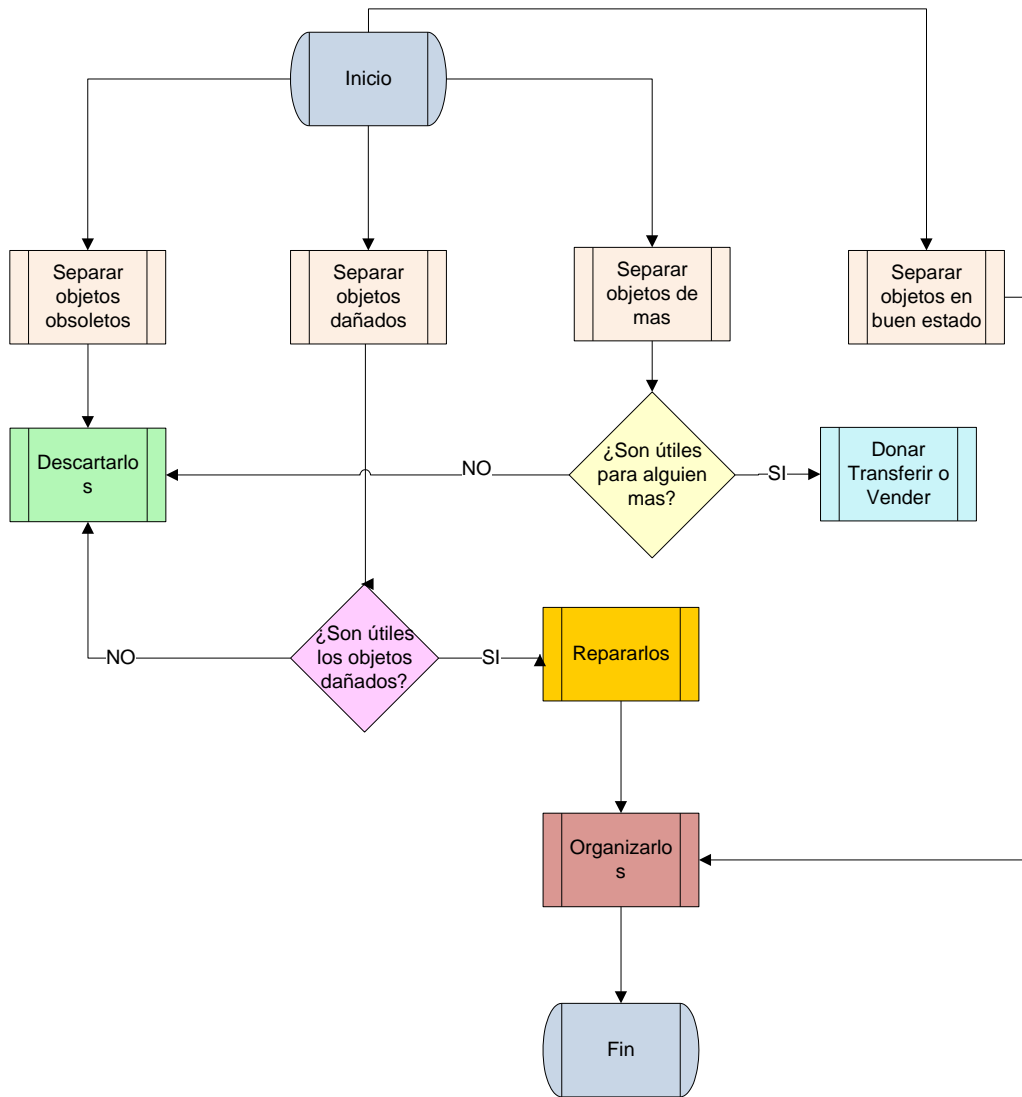 Inicio
Separar
objetos
obsoletos
Separar
objetos
dañados
Separar
objetos de
mas
Separar
objetos en
buen estado
Descartarlo
s
NO
¿Son útiles
para alguien
mas?
SI
Donar
Transferir o
Vender
NO
¿Son útiles
los objetos
dañados?
SI
Repararlos
Organizarlo
s
Fin